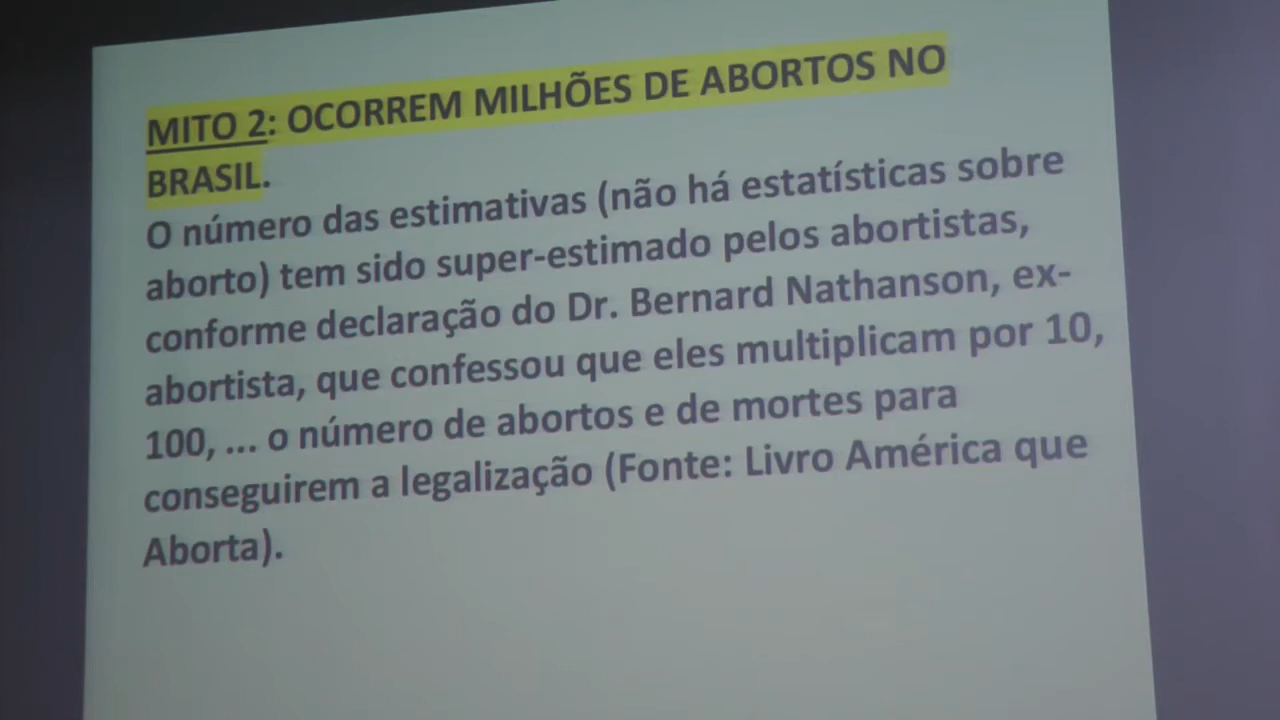 MITO 2: OCORREM MILHÕES DE ABORTOS NO
BRASIL.
O número das estimativas (não há estatísticas sobre
aborto) tem sido super-estimado pelos abortistas,
conforme declaração do Dr. Bernard Nathanson, ex-
abortista, que confessou que eles multiplicam por 10,
100, ... o número de abortos e de mortes para
conseguirem a legalização (Fonte: Livro América que
Aborta).